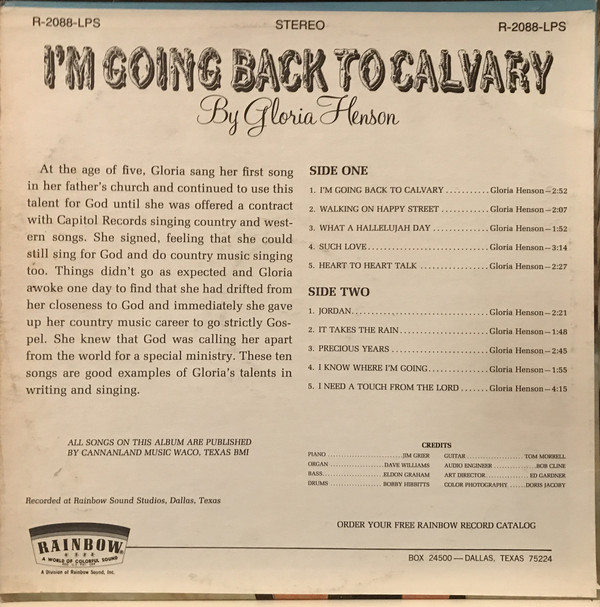 R-2088-LPS STEREO R-2088-LPS
I'M GOING BACK TO CALVARY
By Gloria Henson
At the age of five, Gloria sang her first song
in her father's church and continued to use this
talent for God until she was offered a contract
with Capitol Records singing country and west-
ern songs. She signed, feeling that she could
still sing for God and do country music singing
too. Things didn't go as expected and Gloria
awoke one day to find that she had drifted from
her closeness to God and immediately she gave
up her country music career to go strictly Gos-
pel. She knew that God was calling her apart
from the world for a special ministry. These ten
songs are good examples of Gloria's talents in
writing and singing.
SIDE ONE
1. I'M GOING BACK TO CALVARY ........... Gloria Henson—2:52
2. WALKING ON HAPPY STREET ............ Gloria Henson—2:07
3. WHAT A HALLELUJAH DAY .............. Gloria Henson—1:52
4. SUCH LOVE.............................. Gloria Henson—3:14
5. HEART TO HEART TALK ................. Gloria Henson—2:27
SIDE TWO
1. JORDAN.................................. Gloria Henson—2:21
2. IT TAKES THE RAIN...................... Gloria Henson—1:48
3. PRECIOUS YEARS ........................ Gloria Henson—2:45
4. I KNOW WHERE I'M GOING............... Gloria Henson—1:55
5. I NEED A TOUCH FROM THE LORD ....... Gloria Henson—4:15
ALL SONGS ON THIS ALBUM ARE PUBLISHED
BY CANNANLAND MUSIC WACO, TEXAS BMI
CREDITS
PIANO ........................ JIM GRIER
ORGAN .................. DAVE WILLIAMS
BASS.................... ELDON GRAHAM
DRUMS ................ BOBBY HIBBITTS
GUITAR ........................ TOM MORRELL
AUDIO ENGINEER ................ BOB CLINE
ART DIRECTOR.................. ED GARDNER
COLOR PHOTOGRAPHY ...... DORIS JACOBY
Recorded at Rainbow Sound Studios, Dallas, Texas
ORDER YOUR FREE RAINBOW RECORD CATALOG
RAINBOW
A WORLD OF COLORFUL SOUND
A Division of Rainbow Sound, Inc.
BOX 24500 — DALLAS, TEXAS 75224